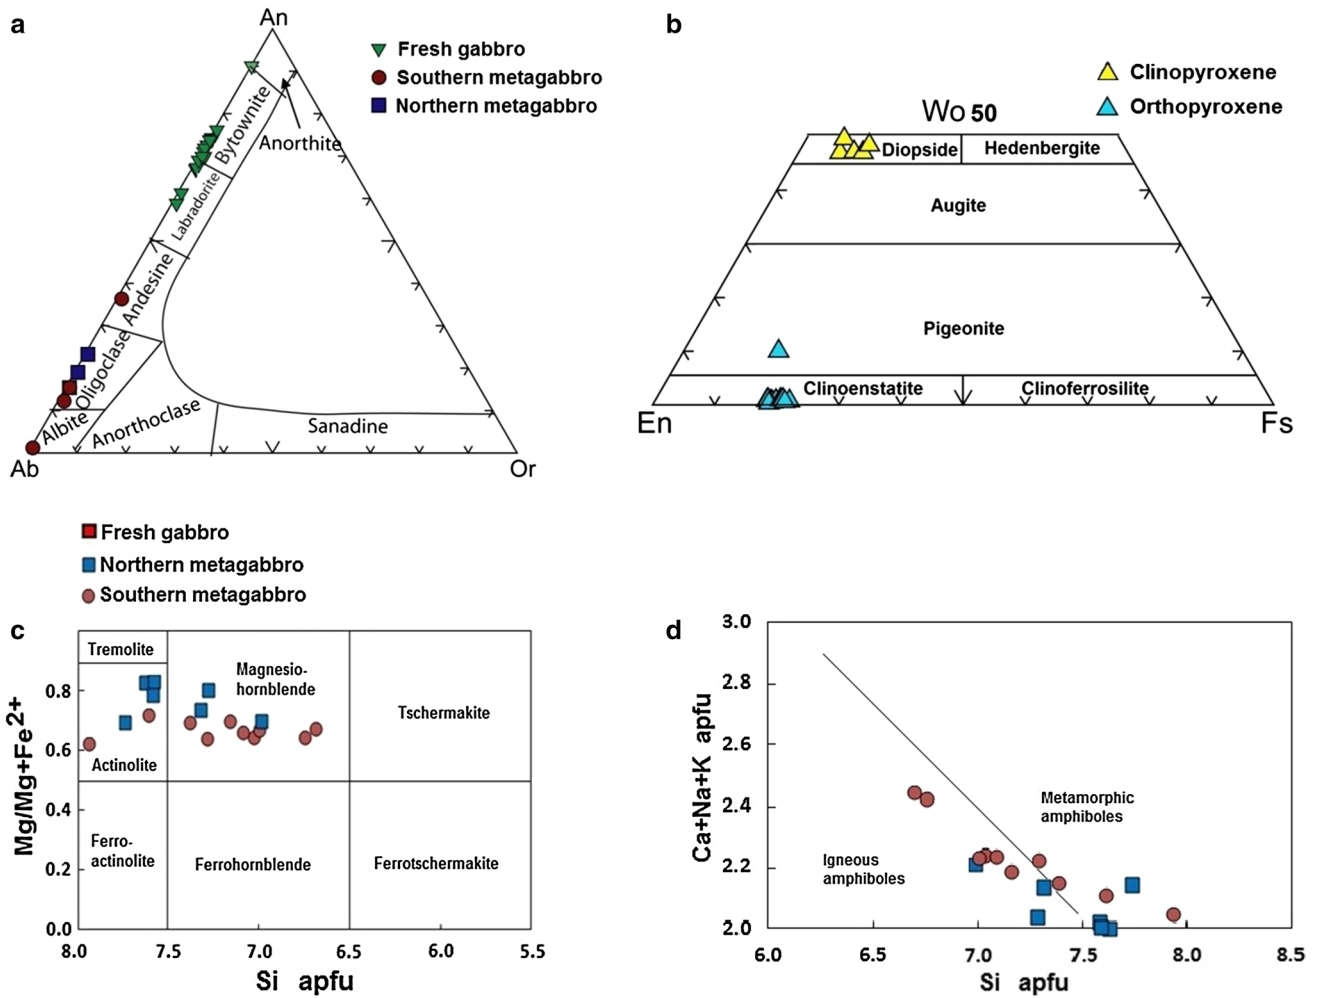 a
An
Fresh gabbro
Southern metagabbro
Northern metagabbro
Anorthite
Bytownite
Labradorite
Andesine
Oligoclase
Albite
Anorthoclase
Sanadine
Ab
Or
b
Clinopyroxene
Orthopyroxene
Wo 50
Diopside
Hedenbergite
Augite
Pigeonite
Clinoenstatite
Clinoferrosilite
En
Fs
Fresh gabbro
Northern metagabbro
Southern metagabbro
c
Tremolite
Magnesio-
hornblende
Tschermakite
Actinolite
Ferro-
actinolite
Ferrohornblende
Ferrotschermakite
Mg/Mg+Fe2+
0.8
0.6
0.4
0.2
0.0
8.0
7.5
7.0
6.5
6.0
5.5
Si apfu
d
Ca+Na+K apfu
3.0
2.8
2.6
2.4
2.2
2.0
Metamorphic
amphiboles
Igneous
amphiboles
6.0
6.5
7.0
7.5
8.0
8.5
Si apfu